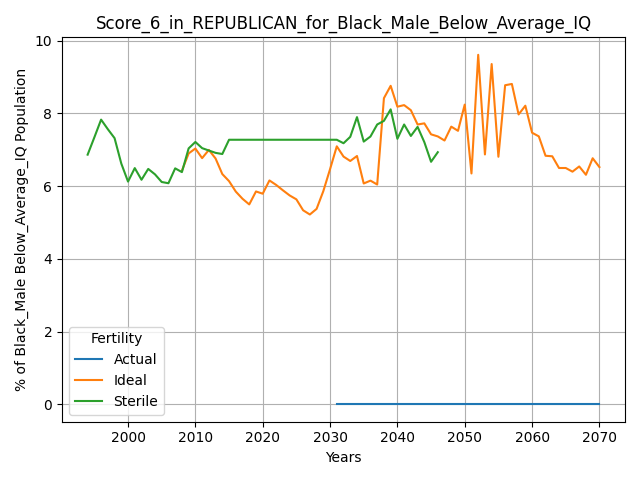 Score_6_in_REPUBLICAN_for_Black_Male_Below_Average_IQ
% of Black_Male Below_Average_IQ Population
10
8
6
4
2
0
Fertility
Actual
Ideal
Sterile
2000 2010 2020 2030 2040 2050 2060 2070
Years